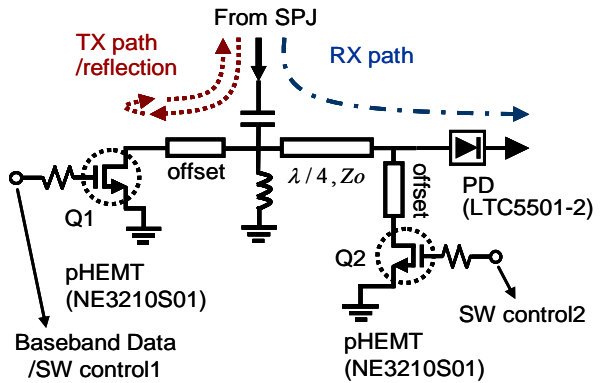 From SPJ
TX path
/reflection
RX path
offset
λ / 4 , Zo
offset
PD
(LTC5501-2)
Q1
Q2
pHEMT
(NE3210S01)
SW control2
Baseband Data
/SW control1
pHEMT
(NE3210S01)